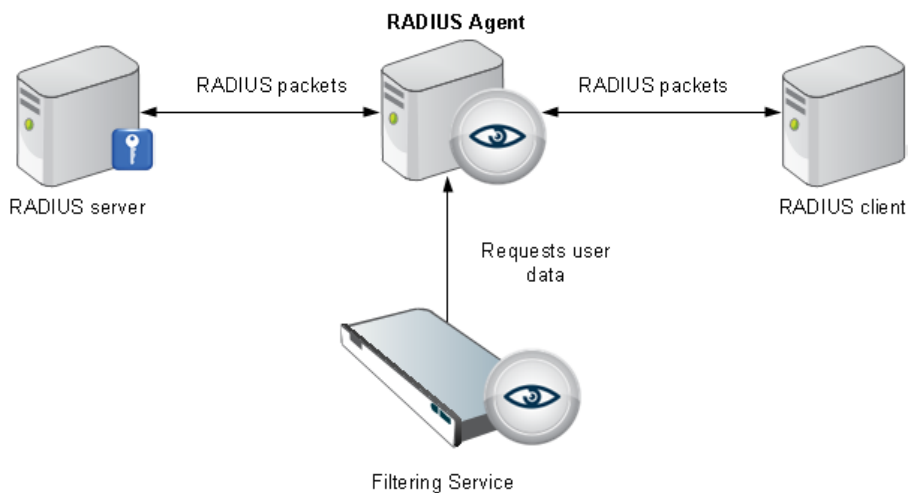 RADIUS Agent
RADIUS packets
RADIUS packets
RADIUS server
RADIUS client
Requests user
data
Filtering Service